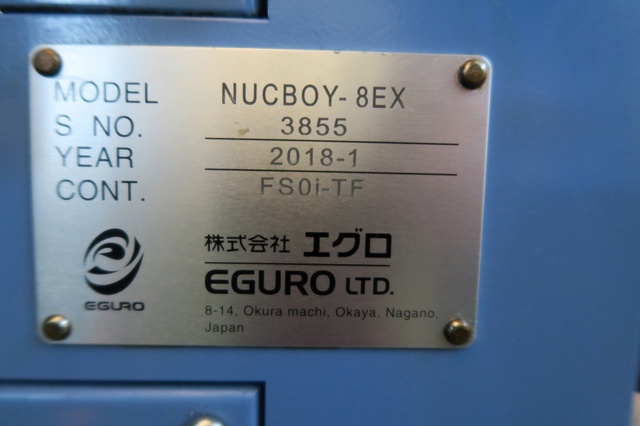 MODEL NUCBOY-8EX
S NO. 3855
YEAR 2018-1
CONT. FS0i-TF
EGURO
株式会社 エグロ
EGURO LTD.
8-14, Okura machi, Okaya, Nagano,
Japan